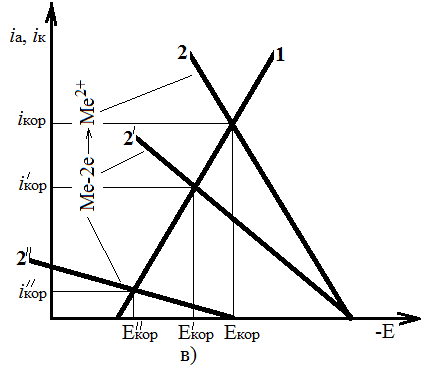 iа, iк
2
1
iкор
2/
i/кор
Me-2e → Me2+
2//
i//кор
E//кор
E/кор
Eкор
-E
в)